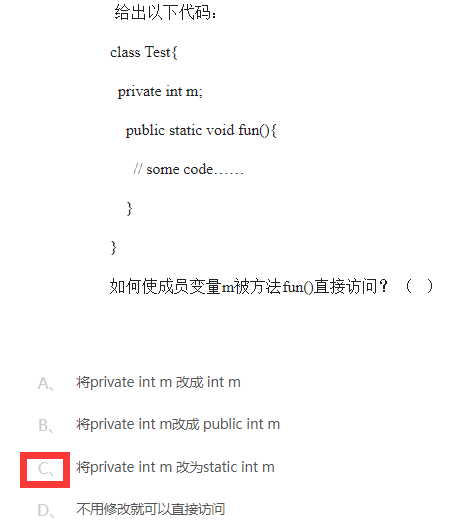 给出以下代码：
class Test{
private int m;
public static void fun(){
// some code……
}
}
如何使成员变量m被方法fun()直接访问？（ ）
A、 将private int m 改成 int m
B、 将private int m改成 public int m
C、 将private int m 改为static int m
D、 不用修改就可以直接访问